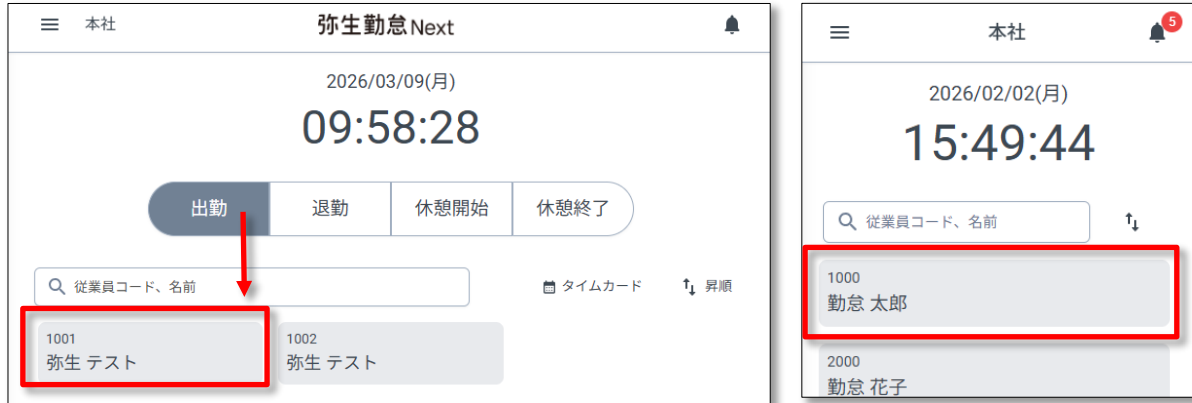 本社
弥生勤怠Next
2026/03/09(月)
09:58:28
出勤 退勤 休憩開始 休憩終了
従業員コード、名前
タイムカード 昇順
1001
弥生 テスト
1002
弥生 テスト
本社
5
2026/02/02(月)
15:49:44
従業員コード、名前
1000
勤怠 太郎
2000
勤怠 花子